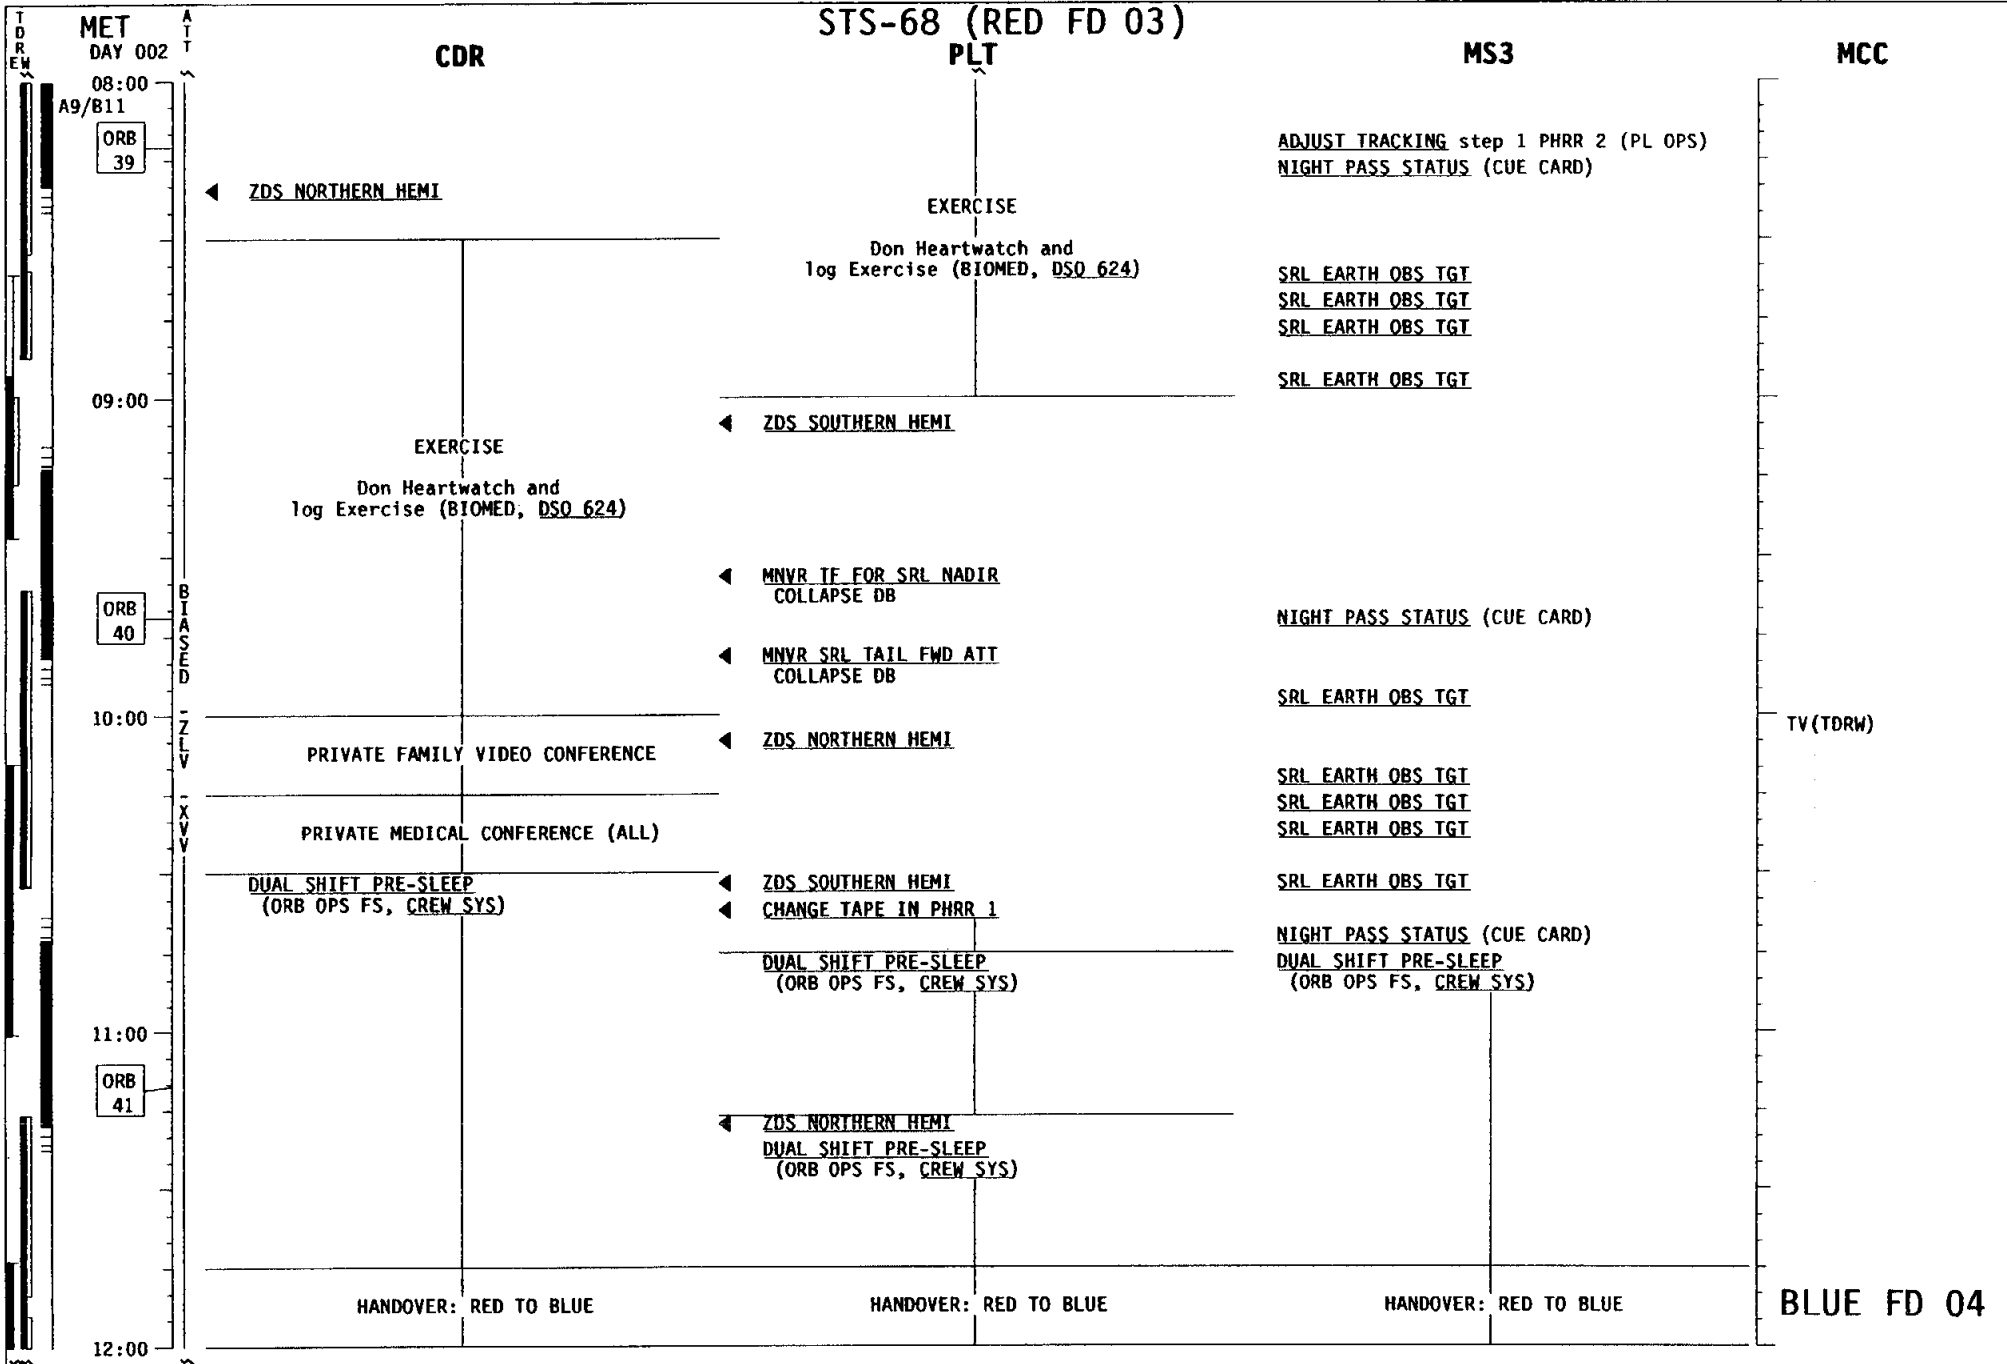 STS-68 (RED FD 03)
TDRE W
MET
DAY 002
ATT
CDR
PLT
MS3
MCC
08:00
A9/B11
ORB
39
09:00
ORB
40
10:00
11:00
ORB
41
12:00
BIASED -ZLV -XVV
ZDS NORTHERN HEMI
EXERCISE
Don Heartwatch and
log Exercise (BIOMED, DSO 624)
PRIVATE FAMILY VIDEO CONFERENCE
PRIVATE MEDICAL CONFERENCE (ALL)
DUAL SHIFT PRE-SLEEP
(ORB OPS FS, CREW SYS)
HANDOVER: RED TO BLUE
EXERCISE
Don Heartwatch and
log Exercise (BIOMED, DSO 624)
ZDS SOUTHERN HEMI
MNVR TF FOR SRL NADIR
COLLAPSE DB
MNVR SRL TAIL FWD ATT
COLLAPSE DB
ZDS NORTHERN HEMI
ZDS SOUTHERN HEMI
CHANGE TAPE IN PHRR 1
DUAL SHIFT PRE-SLEEP
(ORB OPS FS, CREW SYS)
ZDS NORTHERN HEMI
DUAL SHIFT PRE-SLEEP
(ORB OPS FS, CREW SYS)
HANDOVER: RED TO BLUE
ADJUST TRACKING step 1 PHRR 2 (PL OPS)
NIGHT PASS STATUS (CUE CARD)
SRL EARTH OBS TGT
SRL EARTH OBS TGT
SRL EARTH OBS TGT
SRL EARTH OBS TGT
NIGHT PASS STATUS (CUE CARD)
SRL EARTH OBS TGT
SRL EARTH OBS TGT
SRL EARTH OBS TGT
SRL EARTH OBS TGT
SRL EARTH OBS TGT
NIGHT PASS STATUS (CUE CARD)
DUAL SHIFT PRE-SLEEP
(ORB OPS FS, CREW SYS)
HANDOVER: RED TO BLUE
TV(TDRW)
BLUE FD 04